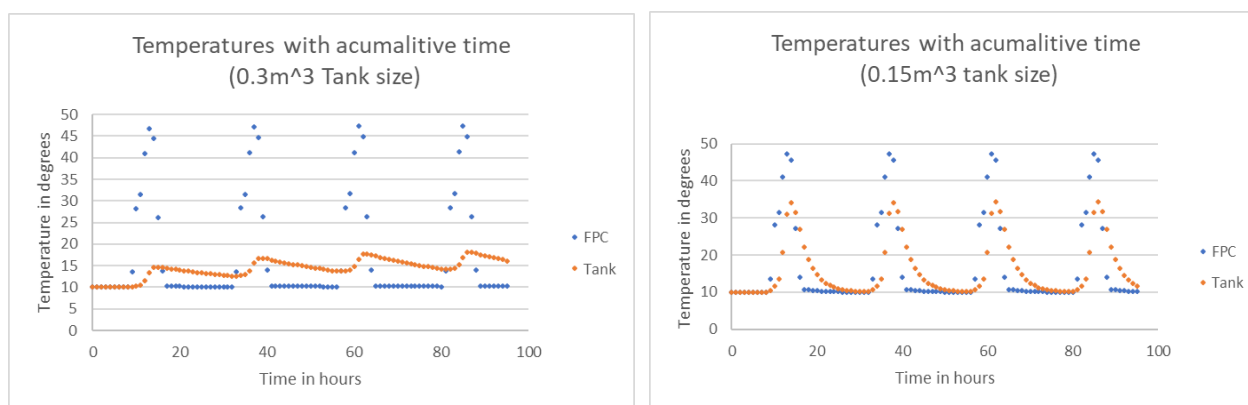 Temperatures with acumalitive time
(0.3m^3 Tank size)
Temperature in degrees
50
45
40
35
30
25
20
15
10
5
0
0 20 40 60 80 100
Time in hours
FPC
Tank
Temperatures with acumalitive time
(0.15m^3 tank size)
Temperature in degrees
50
40
30
20
10
0
0 20 40 60 80 100
Time in hours
FPC
Tank